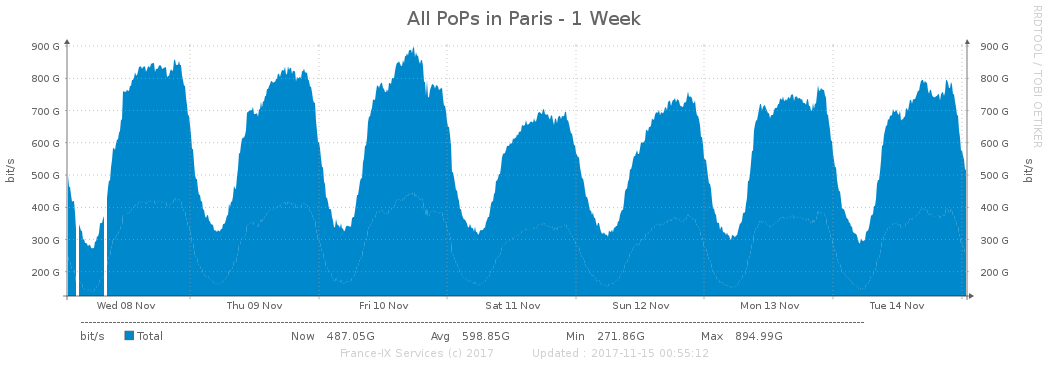 All PoPs in Paris - 1 Week
RRDTOOL / TOBI OETIKER
bit/s
900 G 900 G
800 G 800 G
700 G 700 G
600 G 600 G
500 G 500 G
400 G 400 G
300 G 300 G
200 G 200 G
bit/s
Wed 08 Nov Thu 09 Nov Fri 10 Nov Sat 11 Nov Sun 12 Nov Mon 13 Nov Tue 14 Nov
bit/s Total Now 487.05G Avg 598.85G Min 271.86G Max 894.99G
France-IX Services (c) 2017 Updated : 2017-11-15 00:55:12